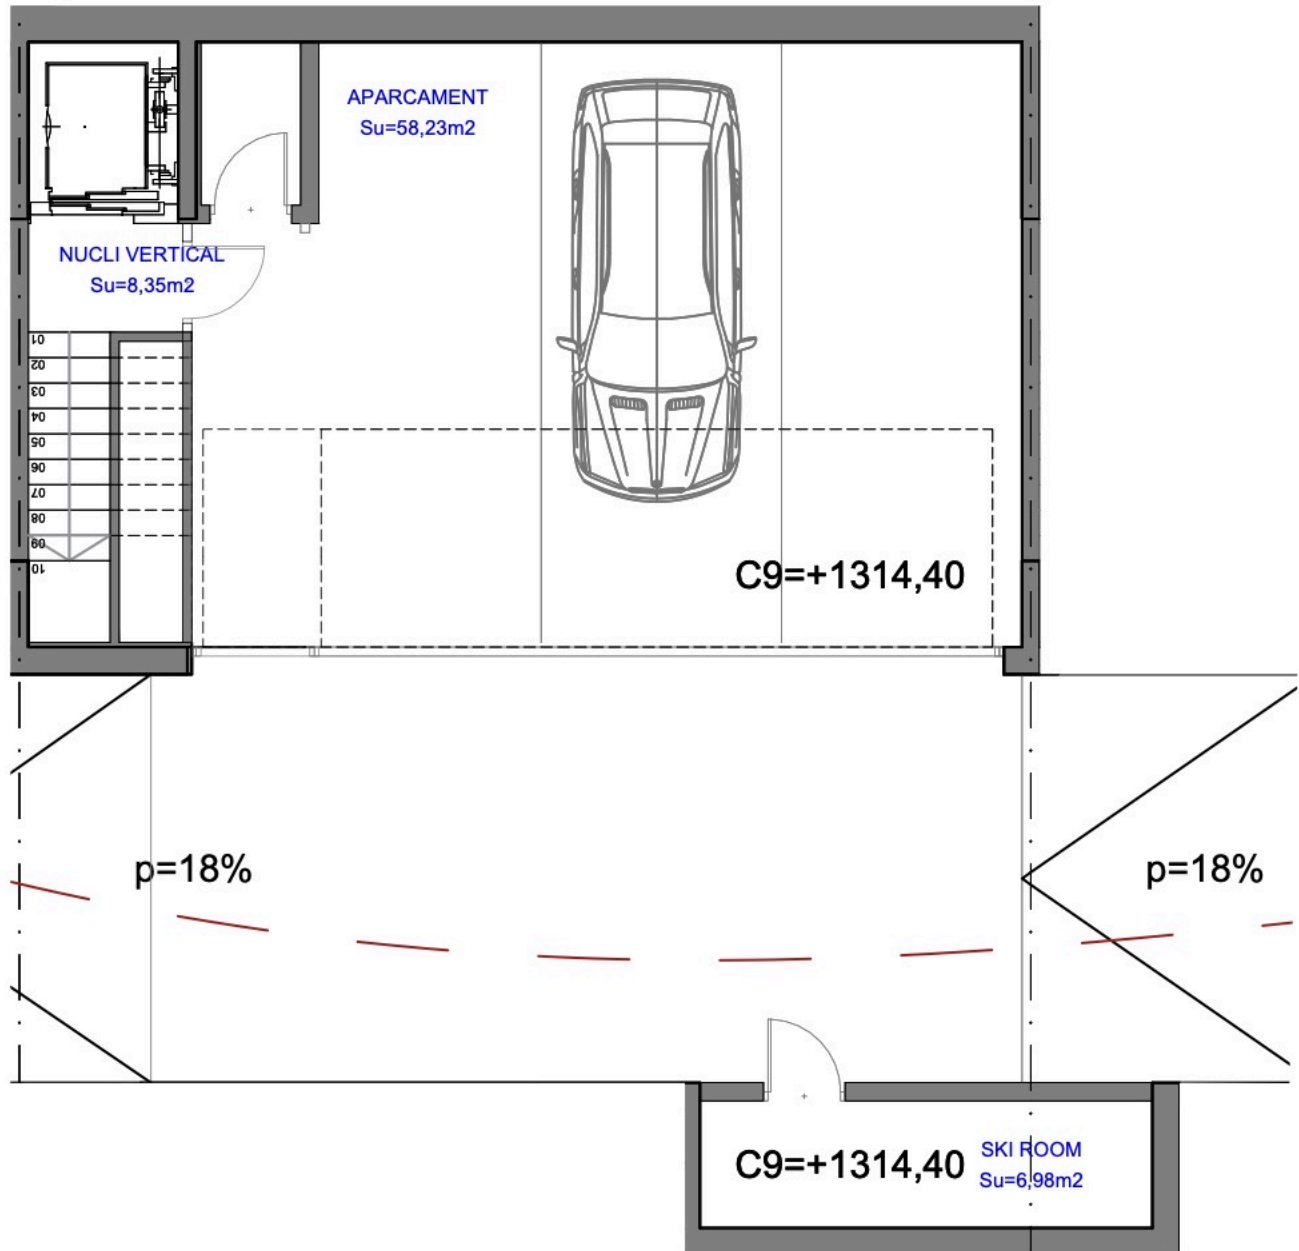 APARCAMENT
Su=58,23m2
NUCLI VERTICAL
Su=8,35m2
01
02
03
04
05
06
07
08
09
10
C9=+1314,40
p=18%
p=18%
C9=+1314,40
SKI ROOM
Su=6,98m2